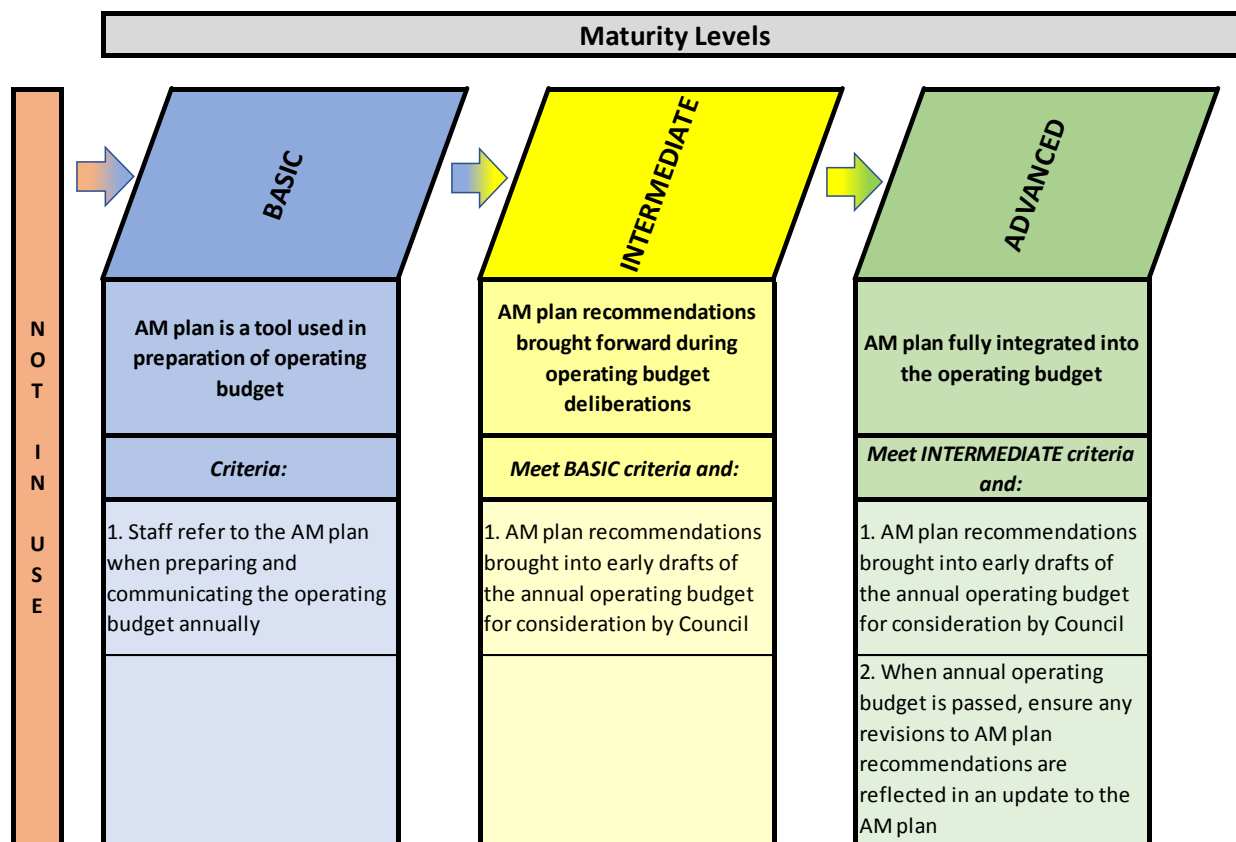 Maturity Levels
NOT IN USE
BASIC
AM plan is a tool used in
preparation of operating
budget
Criteria:
1. Staff refer to the AM plan
when preparing and
communicating the operating
budget annually
INTERMEDIATE
AM plan recommendations
brought forward during
operating budget
deliberations
Meet BASIC criteria and:
1. AM plan recommendations
brought into early drafts of
the annual operating budget
for consideration by Council
ADVANCED
AM plan fully integrated into
the operating budget
Meet INTERMEDIATE criteria
and:
1. AM plan recommendations
brought into early drafts of
the annual operating budget
for consideration by Council
2. When annual operating
budget is passed, ensure any
revisions to AM plan
recommendations are
reflected in an update to the
AM plan